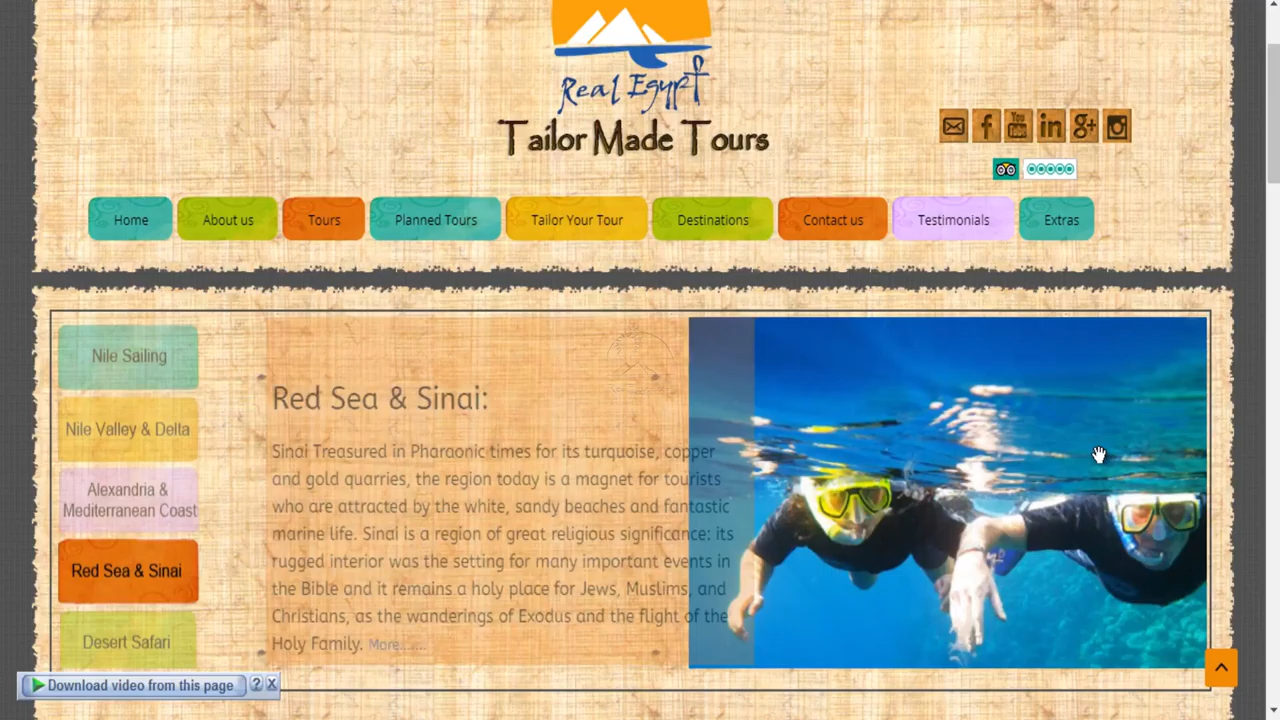 Real Egypt
Tailor Made Tours
Home
About us
Tours
Planned Tours
Tailor Your Tour
Destinations
Contact us
Testimonials
Extras
Nile Sailing
Nile Valley & Delta
Alexandria &
Mediterranean Coast
Red Sea & Sinai
Desert Safari
Red Sea & Sinai:
Sinai Treasured in Pharaonic times for its turquoise, copper
and gold quarries, the region today is a magnet for tourists
who are attracted by the white, sandy beaches and fantastic
marine life. Sinai is a region of great religious significance: its
rugged interior was the setting for many important events in
the Bible and it remains a holy place for Jews, Muslims, and
Christians, as the wanderings of Exodus and the flight of the
Holy Family. More.......
You
Tube
in
g+
f
Download video from this page
? X